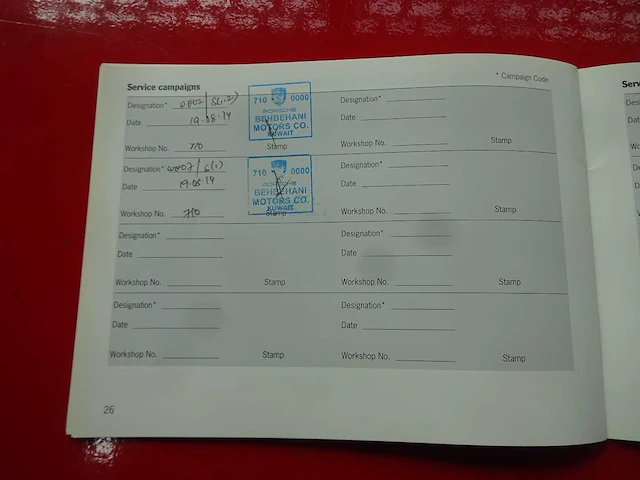 * Campaign Code
Service campaigns
Designation*
Date 19.08.14
Workshop No. 710
Stamp
710 0000
PORSCHE
BEHBEHANI
MOTORS CO.
KUWAIT
Designation*
Date 19.08.14
Workshop No. 710
Stamp
710 0000
PORSCHE
BEHBEHANI
MOTORS CO.
KUWAIT
Designation*
Date
Workshop No.
Stamp
Designation*
Date
Workshop No.
Stamp
Designation*
Date
Workshop No.
Stamp
Designation*
Date
Workshop No.
Stamp
Designation*
Date
Workshop No.
Stamp
Designation*
Date
Workshop No.
Stamp
26